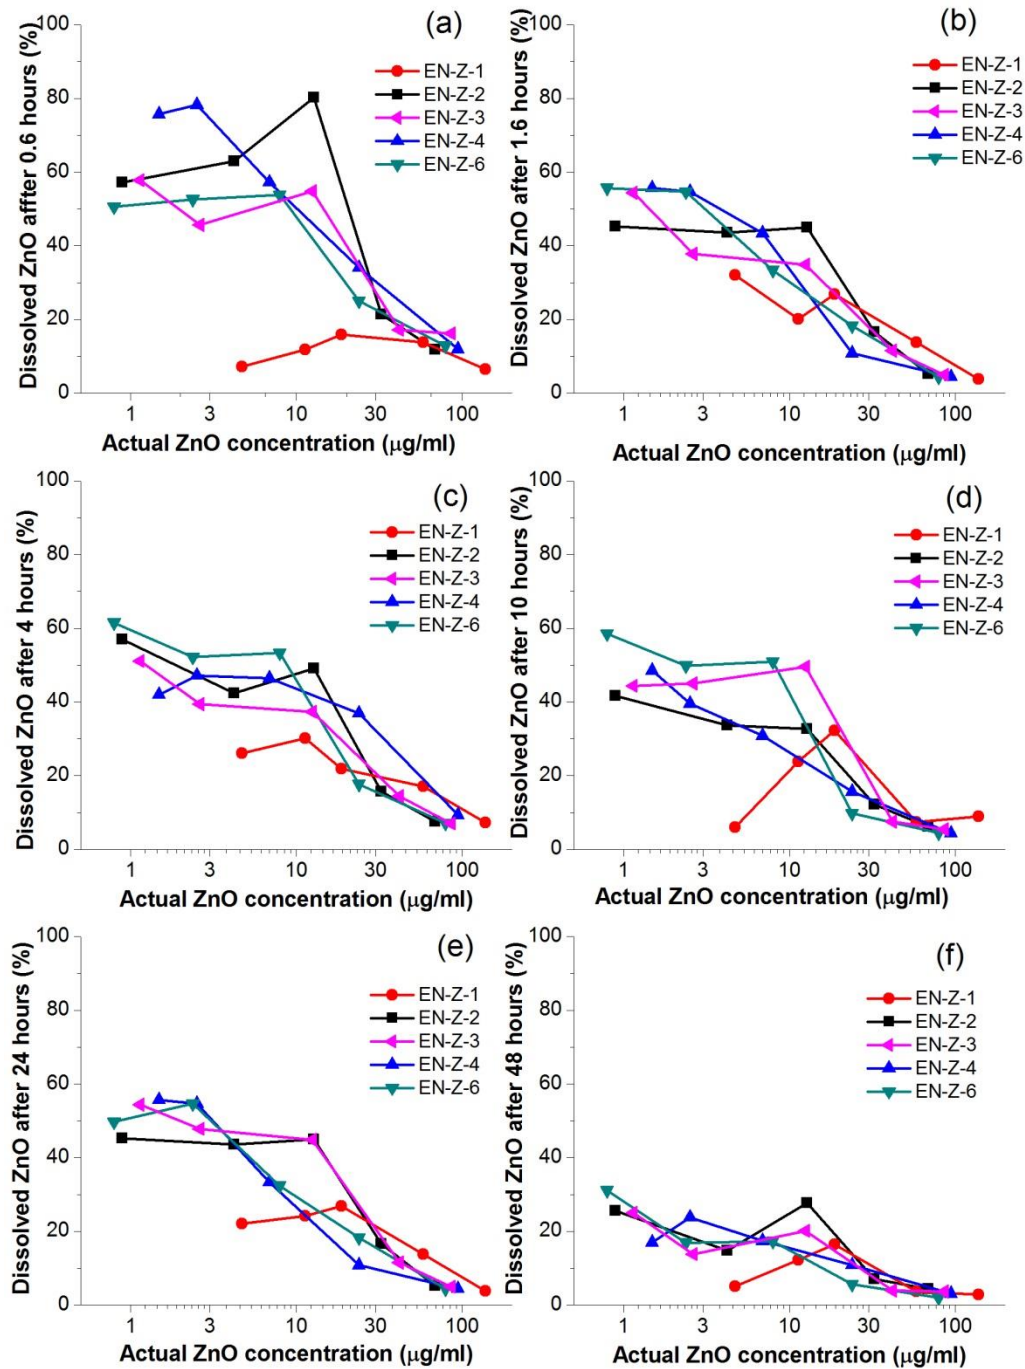 (a)
EN-Z-1
EN-Z-2
EN-Z-3
EN-Z-4
EN-Z-6
Dissolved ZnO affter 0.6 hours (%)
100
80
60
40
20
0
1 3 10 30 100
Actual ZnO concentration (μg/ml)
(b)
EN-Z-1
EN-Z-2
EN-Z-3
EN-Z-4
EN-Z-6
Dissolved ZnO after 1.6 hours (%)
100
80
60
40
20
0
1 3 10 30 100
Actual ZnO concentration (μg/ml)
(c)
EN-Z-1
EN-Z-2
EN-Z-3
EN-Z-4
EN-Z-6
Dissolved ZnO after 4 hours (%)
100
80
60
40
20
0
1 3 10 30 100
Actual ZnO concentration (μg/ml)
(d)
EN-Z-1
EN-Z-2
EN-Z-3
EN-Z-4
EN-Z-6
Dissolved ZnO after 10 hours (%)
100
80
60
40
20
0
1 3 10 30 100
Actual ZnO concentration (μg/ml)
(e)
EN-Z-1
EN-Z-2
EN-Z-3
EN-Z-4
EN-Z-6
Dissolved ZnO after 24 hours (%)
100
80
60
40
20
0
1 3 10 30 100
Actual ZnO concentration (μg/ml)
(f)
EN-Z-1
EN-Z-2
EN-Z-3
EN-Z-4
EN-Z-6
Dissolved ZnO after 48 hours (%)
100
80
60
40
20
0
1 3 10 30 100
Actual ZnO concentration (μg/ml)